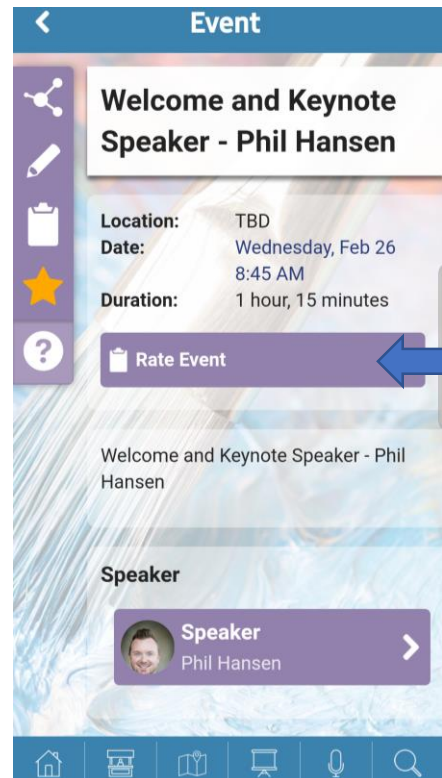 Event
Welcome and Keynote
Speaker - Phil Hansen
Location: TBD
Date: Wednesday, Feb 26
8:45 AM
Duration: 1 hour, 15 minutes
Rate Event
Welcome and Keynote Speaker - Phil
Hansen
Speaker
Speaker
Phil Hansen